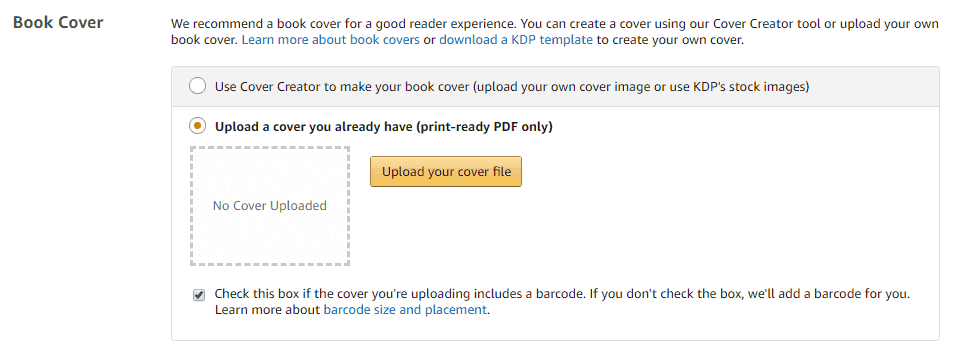 Book Cover
We recommend a book cover for a good reader experience. You can create a cover using our Cover Creator tool or upload your own
book cover. Learn more about book covers or download a KDP template to create your own cover.
Use Cover Creator to make your book cover (upload your own cover image or use KDP's stock images)
Upload a cover you already have (print-ready PDF only)
Upload your cover file
No Cover Uploaded
Check this box if the cover you're uploading includes a barcode. If you don't check the box, we'll add a barcode for you.
Learn more about barcode size and placement.